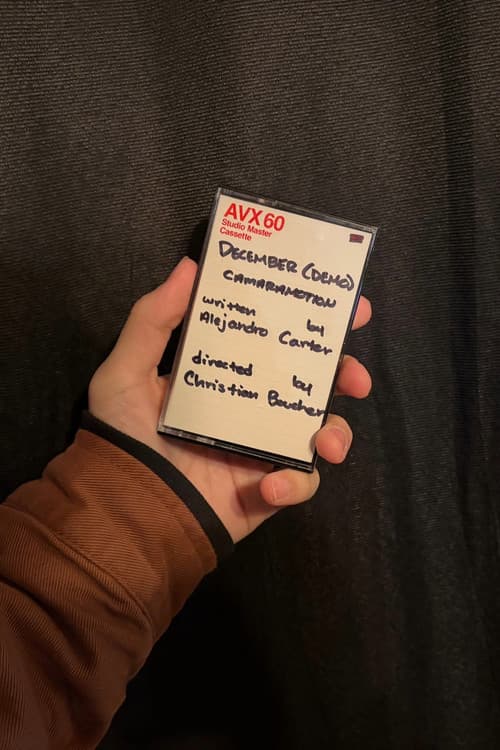 AVX 60
Studio Master
Cassette
DECEMBER (DEMO)
CAMARAMOTION
written by
Alejandro Carter
directed by
Christian Boucher